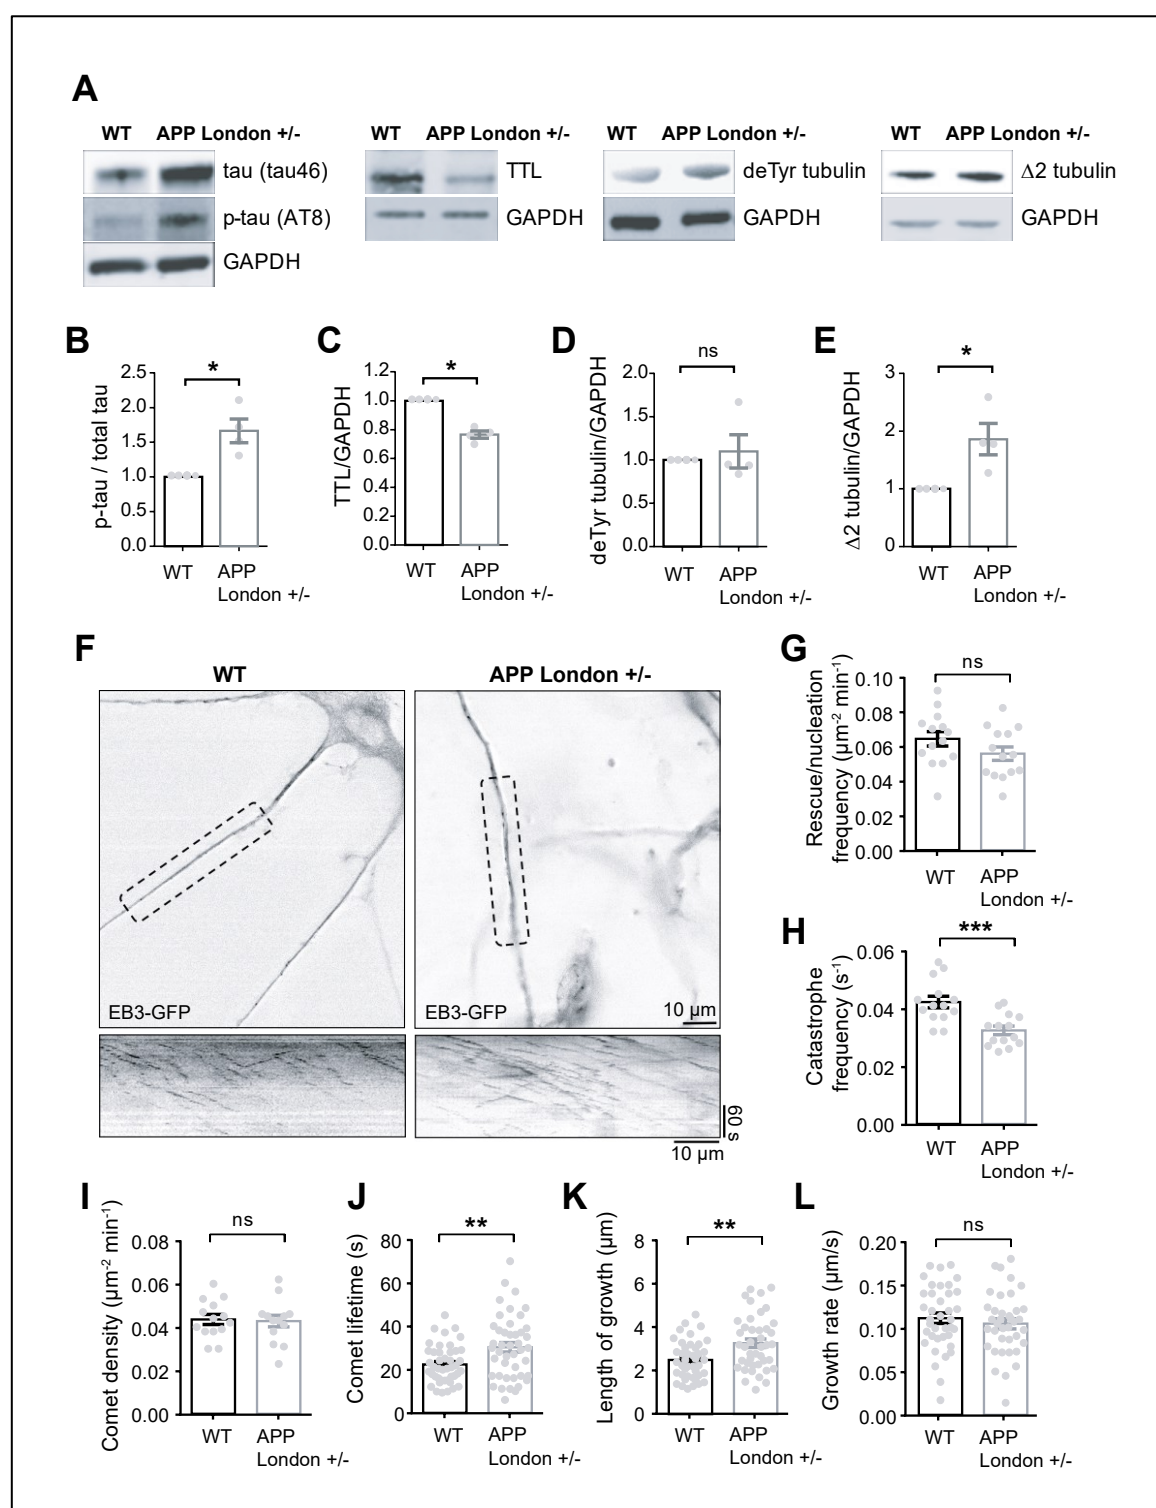 A
WT APP London +/-
tau (tau46)
p-tau (AT8)
GAPDH
WT APP London +/-
TTL
GAPDH
WT APP London +/-
deTyr tubulin
GAPDH
WT APP London +/-
Δ2 tubulin
GAPDH
B
p-tau / total tau
2.5
2.0
1.5
1.0
0.5
0.0
*
WT
APP
London +/-
C
TTL/GAPDH
1.2
1.0
0.8
0.6
0.4
0.2
0.0
*
WT
APP
London +/-
D
deTyr tubulin/GAPDH
2.0
1.5
1.0
0.5
0.0
ns
WT
APP
London +/-
E
Δ2 tubulin/GAPDH
3
2
1
0
*
WT
APP
London +/-
F
WT
APP London +/-
EB3-GFP
EB3-GFP
10 µm
60 s
10 µm
G
Rescue/nucleation
frequency (µm-2 min-1)
0.10
0.08
0.06
0.04
0.02
0.00
ns
WT
APP
London +/-
H
Catastrophe
frequency (s-1)
0.06
0.04
0.02
0.00
***
WT
APP
London +/-
I
Comet density (µm-2 min-1)
0.08
0.06
0.04
0.02
0.00
ns
WT
APP
London +/-
J
Comet lifetime (s)
80
60
40
20
0
**
WT
APP
London +/-
K
Length of growth (µm)
8
6
4
2
0
**
WT
APP
London +/-
L
Growth rate (µm/s)
0.20
0.15
0.10
0.05
0.00
ns
WT
APP
London +/-